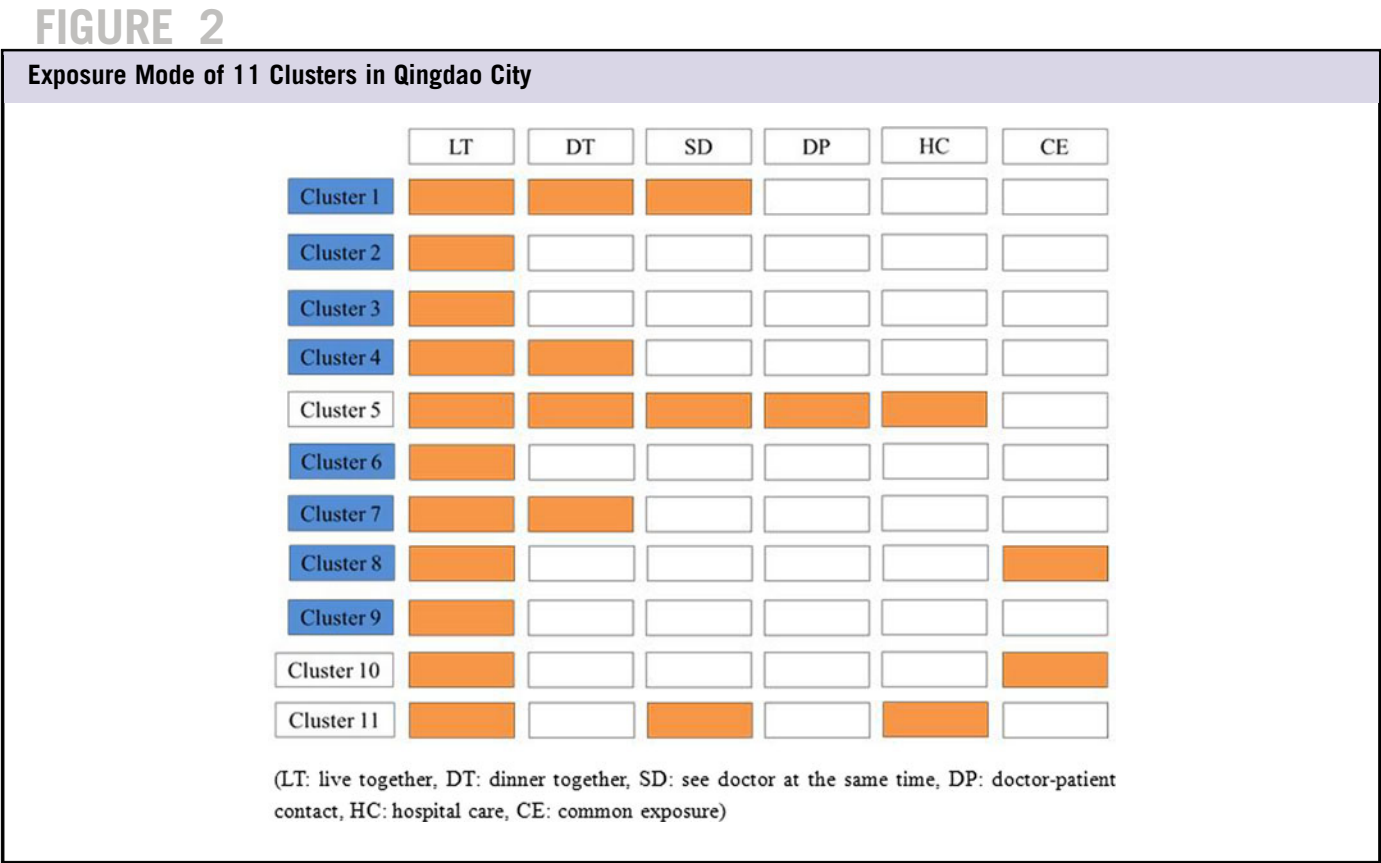 FIGURE 2
Exposure Mode of 11 Clusters in Qingdao City
LT DT SD DP HC CE
Cluster 1
Cluster 2
Cluster 3
Cluster 4
Cluster 5
Cluster 6
Cluster 7
Cluster 8
Cluster 9
Cluster 10
Cluster 11
(LT: live together, DT: dinner together, SD: see doctor at the same time, DP: doctor-patient
contact, HC: hospital care, CE: common exposure)